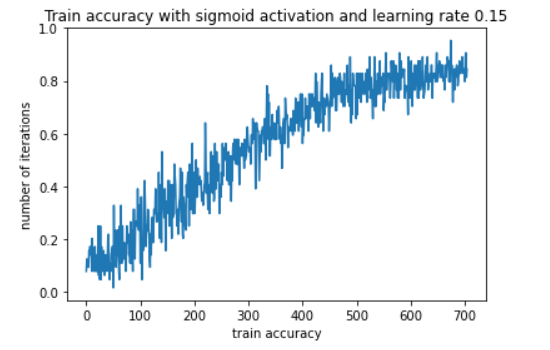 Train accuracy with sigmoid activation and learning rate 0.15
1.0
0.8
0.6
0.4
0.2
0.0
number of iterations
0 100 200 300 400 500 600 700
train accuracy